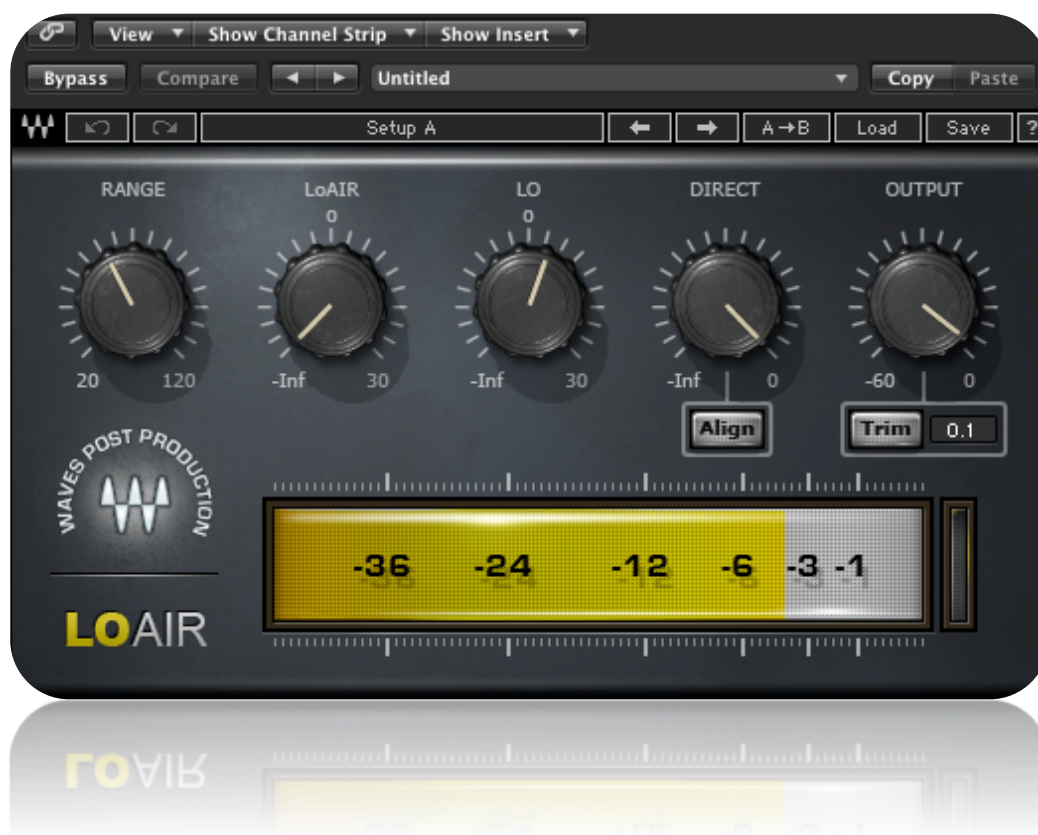 View Show Channel Strip Show Insert
Bypass Compare Untitled Copy Paste
Setup A A→B Load Save ?
RANGE LoAIR LO DIRECT OUTPUT
0 0
20 120 -Inf 30 -Inf 30 -Inf 0 -60 0
Align Trim 0.1
WAVES POST PRODUCTION
-36 -24 -12 -6 -3 -1
LOAIR